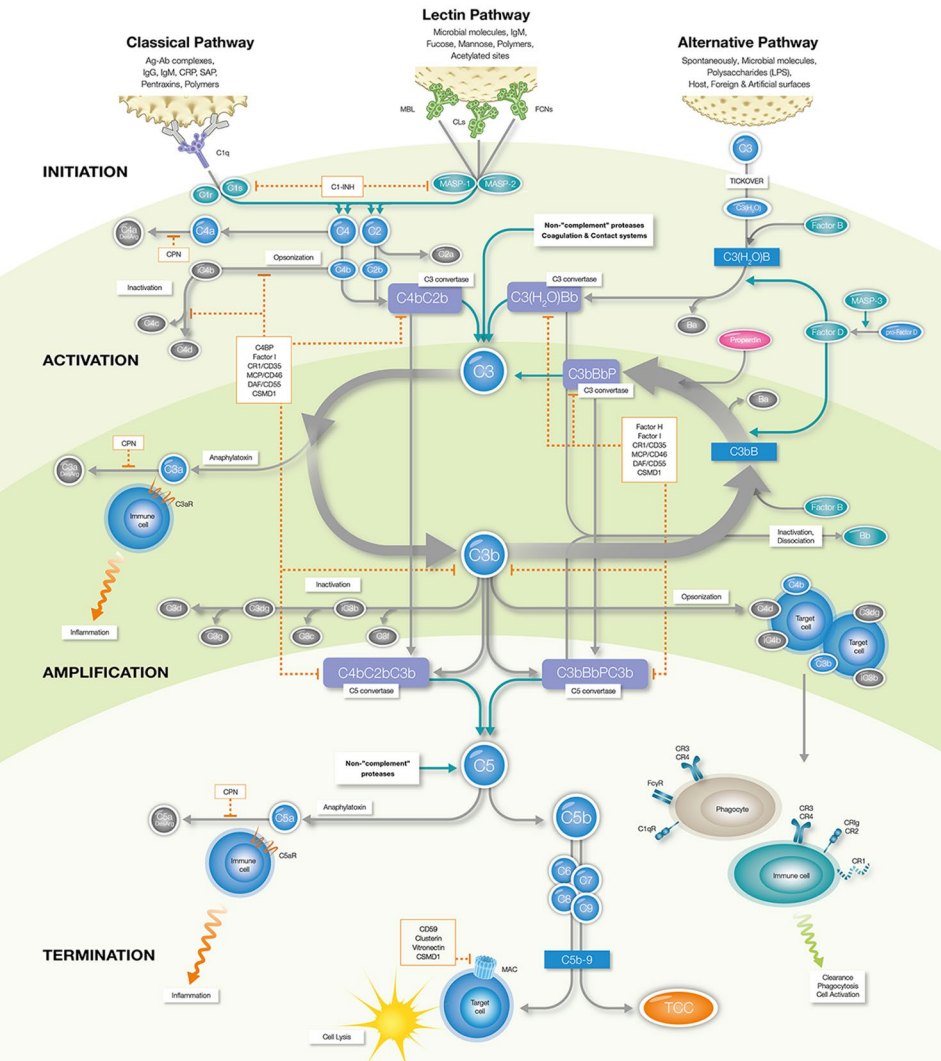 Lectin Pathway
Microbial molecules, IgM,
Fucose, Mannose, Polymers,
Acetylated sites
Classical Pathway
Ag-Ab complexes,
IgG, IgM, CRP, SAP,
Pentraxins, Polymers
Alternative Pathway
Spontaneously, Microbial molecules,
Polysaccharides (LPS),
Host, Foreign & Artificial surfaces
MBL
CLs
FCNs
C1q
C3
INITIATION
TICKOVER
C1r
C1s
C1-INH
MASP-1
MASP-2
C3(H2O)
Factor B
C4a
DesArg
C4a
C4
C2
Non-"complement" proteases
Coagulation & Contact systems
CPN
C3(H₂O)B
Opsonization
C2a
iC4b
C4b
C2b
C3 convertase
C4bC2b
C3 convertase
C3(H₂O)Bb
Inactivation
MASP-3
C4c
C4d
Ba
Factor D
pro-Factor D
Properdin
C4BP
Factor I
CR1/CD35
MCP/CD46
DAF/CD55
CSMD1
ACTIVATION
C3
C3bBbP
C3 convertase
Ba
Factor H
Factor I
CR1/CD35
MCP/CD46
DAF/CD55
CSMD1
C3bB
CPN
Anaphylatoxin
C3a
DesArg
C3a
C3aR
Immune
cell
Factor B
Inactivation,
Dissociation
Bb
C3b
Inactivation
Opsonization
C3d
C3dg
iC3b
C3g
C3c
C3f
Inflammation
C4b
C4d
Target
cell
C3dg
iC4b
Target
cell
C3b
iC3b
AMPLIFICATION
C4bC2bC3b
C5 convertase
C3bBbPC3b
C5 convertase
Non-"complement"
proteases
C5
CR3
CR4
FcγR
Phagocyte
C1qR
CPN
Anaphylatoxin
C5a
DesArg
C5a
C5aR
Immune
cell
C5b
CR3
CR4
CRIg
CR2
CR1
Immune cell
C6
C7
C8
C9
CD59
Clusterin
Vitronectin
CSMD1
TERMINATION
C5b-9
MAC
Inflammation
Target
cell
TCC
Clearance
Phagocytosis
Cell Activation
Cell Lysis